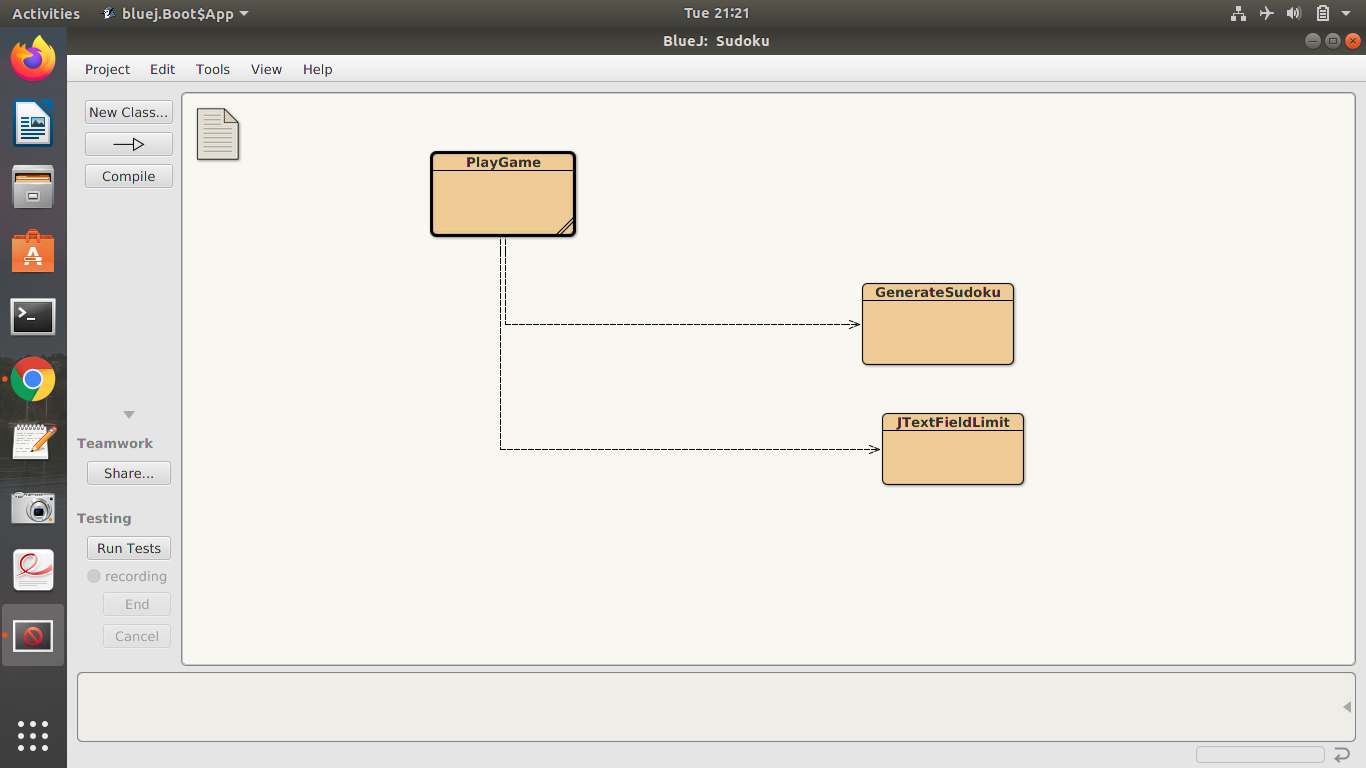 Activities
bluej.Boot$App
Tue 21:21
BlueJ:  Sudoku
Project Edit Tools View Help
New Class...
Compile
PlayGame
GenerateSudoku
JTextFieldLimit
Teamwork
Share...
Testing
Run Tests
recording
End
Cancel